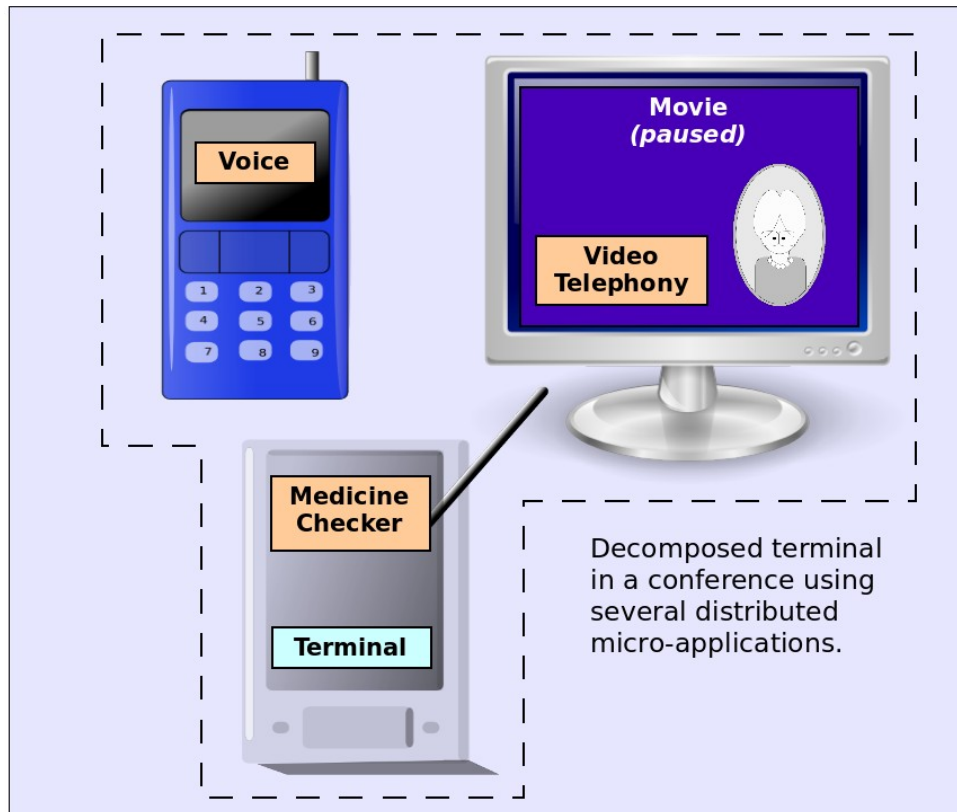 Voice
1 2 3
4 5 6
7 8 9
Movie
(paused)
Video
Telephony
Medicine
Checker
Terminal
Decomposed terminal
in a conference using
several distributed
micro-applications.